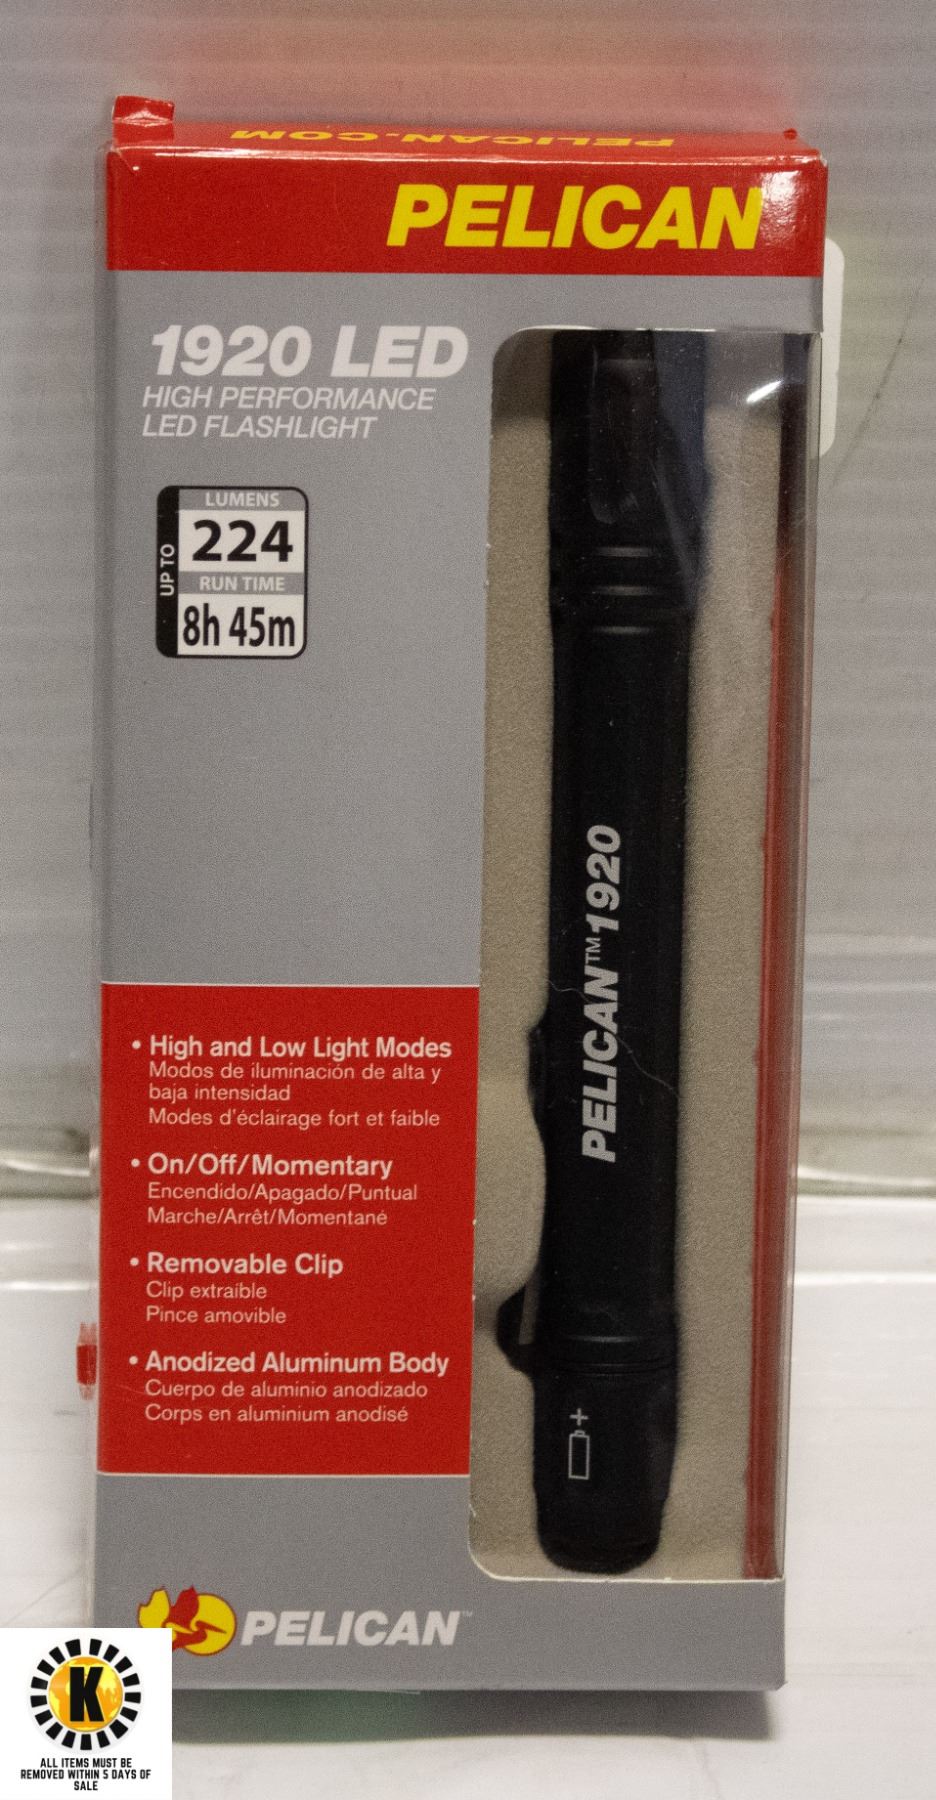 PELICAN.COM
PELICAN
1920 LED
HIGH PERFORMANCE
LED FLASHLIGHT
UP TO
LUMENS
224
RUN TIME
8h 45m
PELICAN™1920
• High and Low Light Modes
Modos de iluminación de alta y
baja intensidad
Modes d'éclairage fort et faible
• On/Off/Momentary
Encendido/Apagado/Puntual
Marche/Arrêt/Momentané
• Removable Clip
Clip extraíble
Pince amovible
• Anodized Aluminum Body
Cuerpo de aluminio anodizado
Corps en aluminium anodisé
+
PELICAN™
K
ALL ITEMS MUST BE
REMOVED WITHIN 5 DAYS OF
SALE